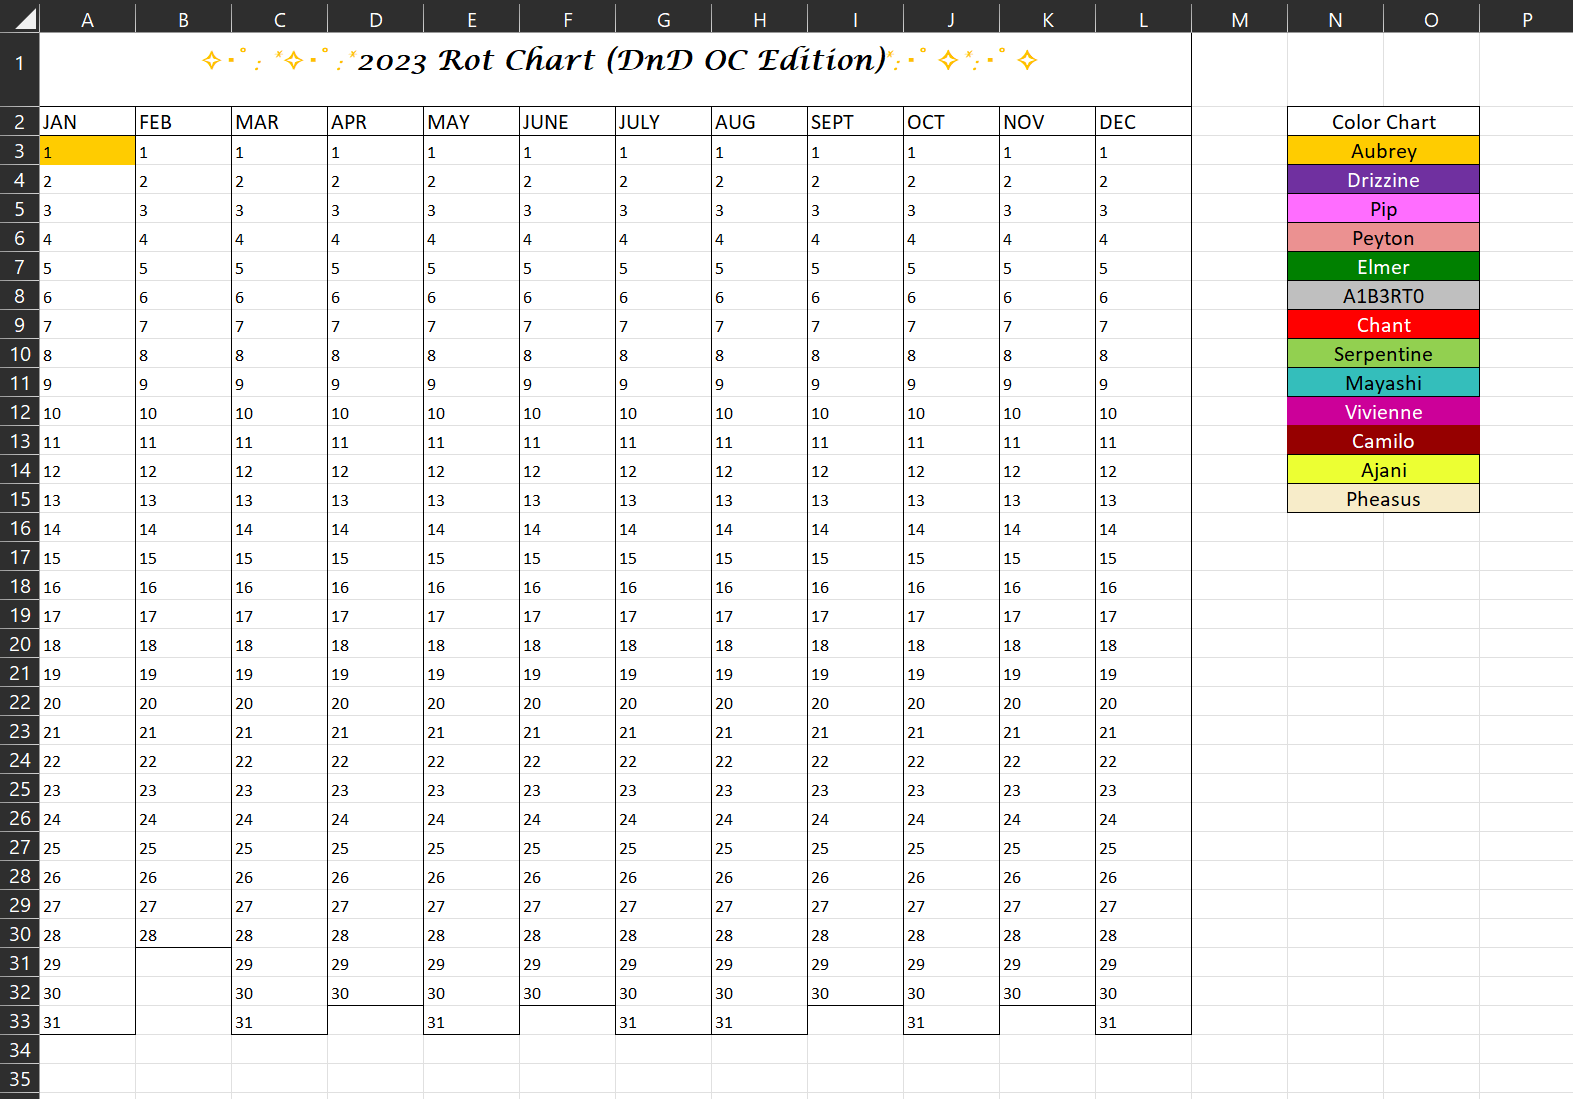 A B C D E F G H I J K L M N O P
1 ✧･ﾟ: *✧･ﾟ:*2023 Rot Chart (DnD OC Edition)*:･ﾟ✧*:･ﾟ✧
2 JAN FEB MAR APR MAY JUNE JULY AUG SEPT OCT NOV DEC Color Chart
3 1 1 1 1 1 1 1 1 1 1 1 1 Aubrey
4 2 2 2 2 2 2 2 2 2 2 2 2 Drizzine
5 3 3 3 3 3 3 3 3 3 3 3 3 Pip
6 4 4 4 4 4 4 4 4 4 4 4 4 Peyton
7 5 5 5 5 5 5 5 5 5 5 5 5 Elmer
8 6 6 6 6 6 6 6 6 6 6 6 6 A1B3RT0
9 7 7 7 7 7 7 7 7 7 7 7 7 Chant
10 8 8 8 8 8 8 8 8 8 8 8 8 Serpentine
11 9 9 9 9 9 9 9 9 9 9 9 9 Mayashi
12 10 10 10 10 10 10 10 10 10 10 10 10 Vivienne
13 11 11 11 11 11 11 11 11 11 11 11 11 Camilo
14 12 12 12 12 12 12 12 12 12 12 12 12 Ajani
15 13 13 13 13 13 13 13 13 13 13 13 13 Pheasus
16 14 14 14 14 14 14 14 14 14 14 14 14
17 15 15 15 15 15 15 15 15 15 15 15 15
18 16 16 16 16 16 16 16 16 16 16 16 16
19 17 17 17 17 17 17 17 17 17 17 17 17
20 18 18 18 18 18 18 18 18 18 18 18 18
21 19 19 19 19 19 19 19 19 19 19 19 19
22 20 20 20 20 20 20 20 20 20 20 20 20
23 21 21 21 21 21 21 21 21 21 21 21 21
24 22 22 22 22 22 22 22 22 22 22 22 22
25 23 23 23 23 23 23 23 23 23 23 23 23
26 24 24 24 24 24 24 24 24 24 24 24 24
27 25 25 25 25 25 25 25 25 25 25 25 25
28 26 26 26 26 26 26 26 26 26 26 26 26
29 27 27 27 27 27 27 27 27 27 27 27 27
30 28 28 28 28 28 28 28 28 28 28 28 28
31 29 29 29 29 29 29 29 29 29 29 29
32 30 30 30 30 30 30 30 30 30 30 30
33 31 31 31 31 31 31 31
34
35